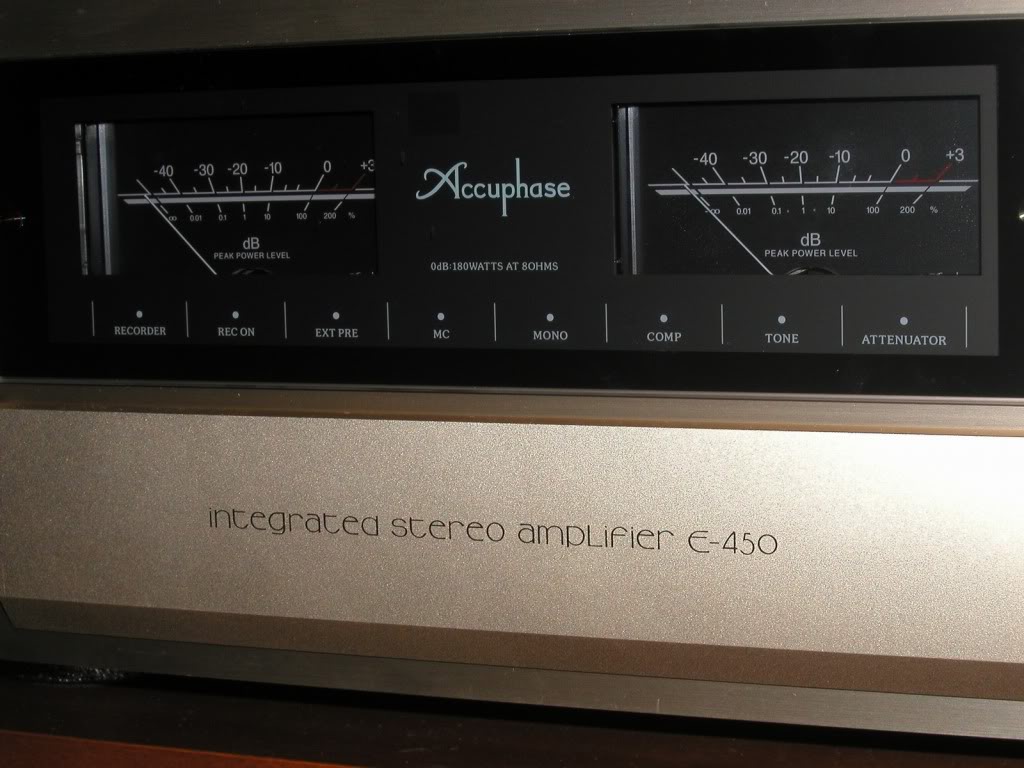 -40 -30 -20 -10 0 +3
∞ 0.01 0.1 1 10 100 200 %
dB
PEAK POWER LEVEL
Accuphase
0dB:180WATTS AT 8OHMS
-40 -30 -20 -10 0 +3
∞ 0.01 0.1 1 10 100 200 %
dB
PEAK POWER LEVEL
RECORDER REC ON EXT PRE MC MONO COMP TONE ATTENUATOR
integrated stereo amplifier E-450